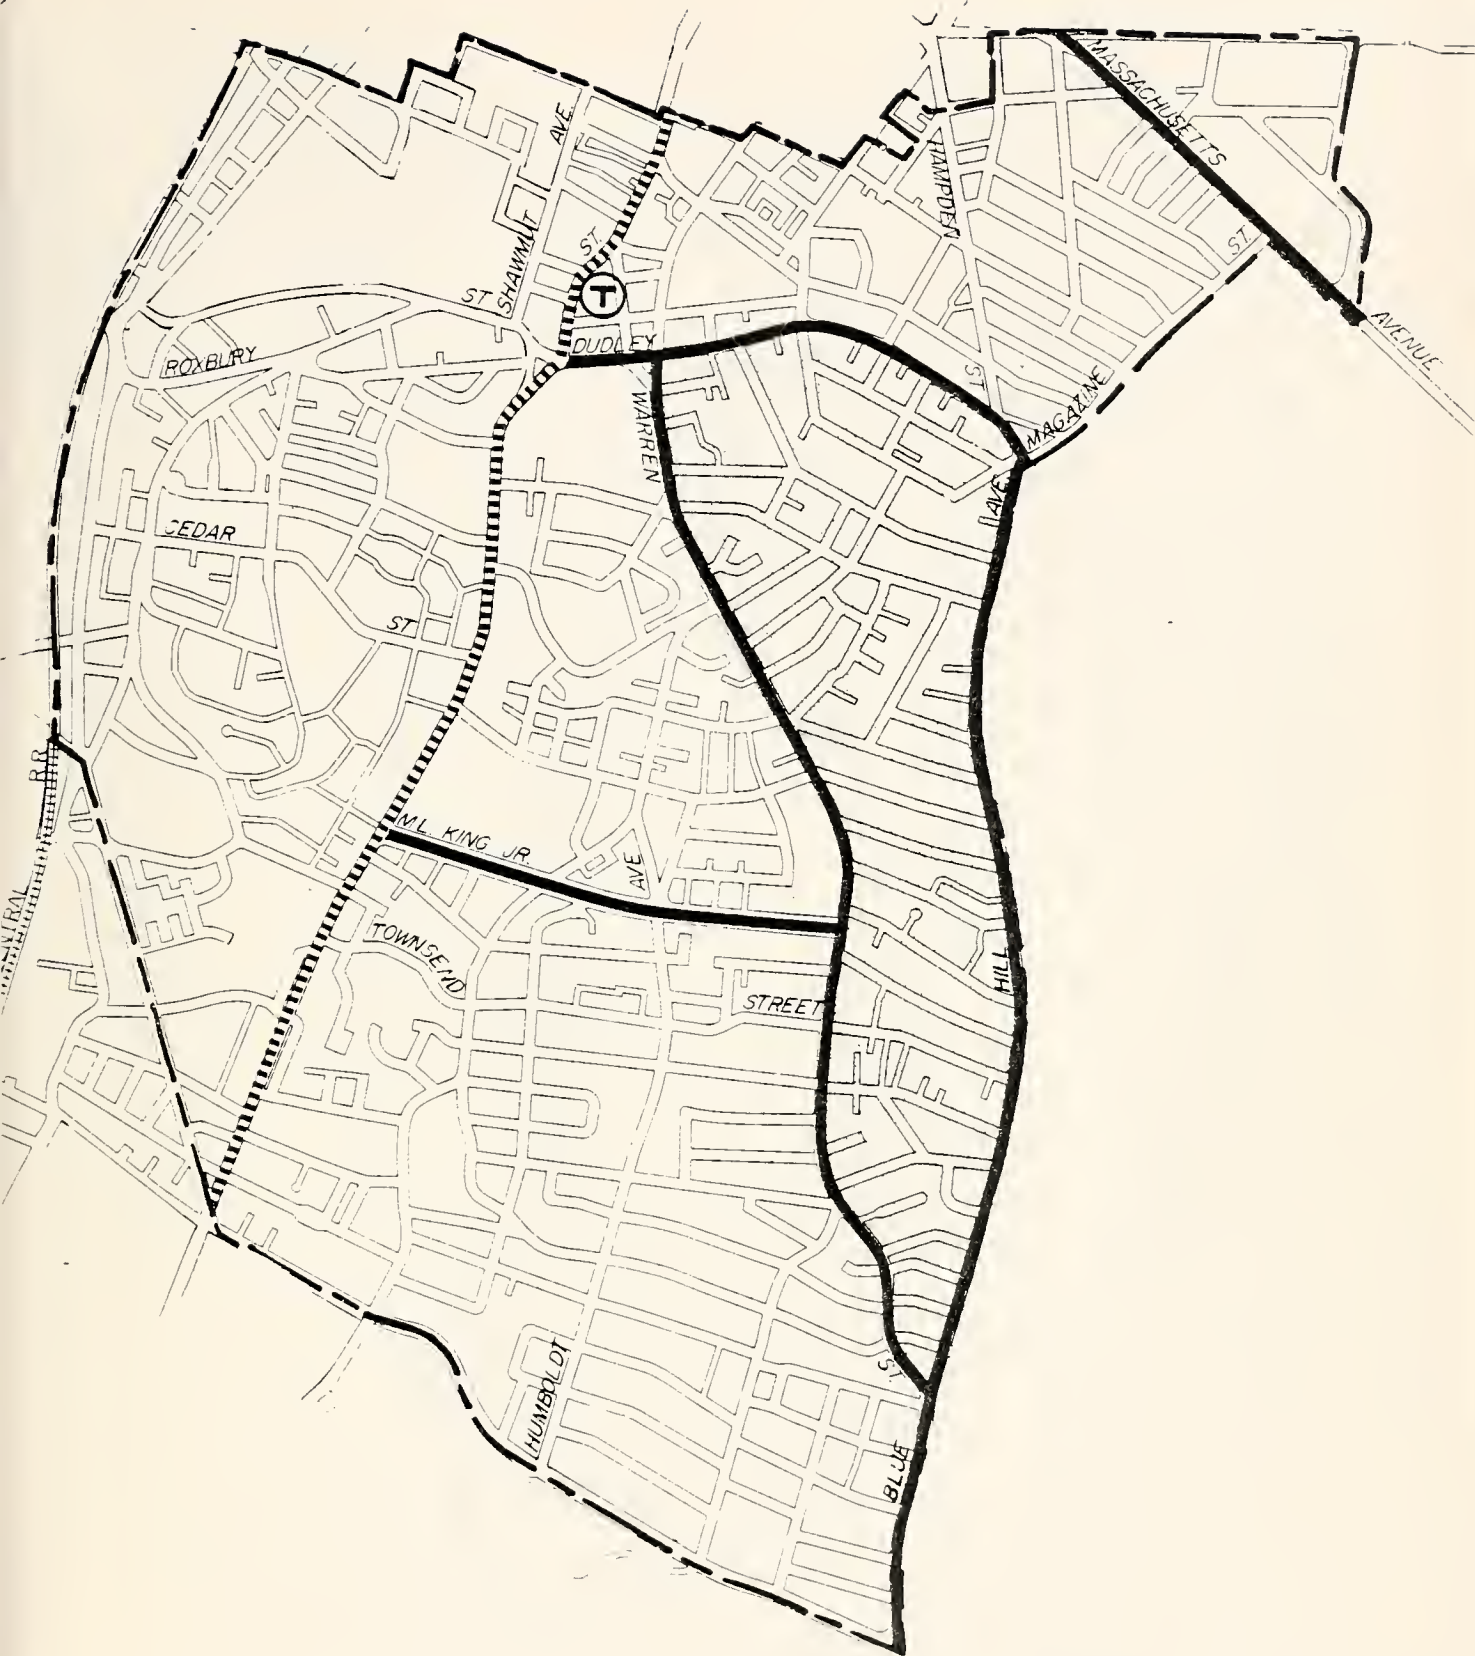 MASSACHUSETTS
AVENUE
AVE.
SHAWMUT
HAMPDEN
ST.
ST.
T
ST
DUDLEY
ROXBURY
WARREN
ST
MAGAZINE
AVE.
CEDAR
ST
R.R.
M.L. KING JR.
AVE
NTRAL
TOWNSEND
HILL
STREET
HUMBOLDT
ST
BLUE